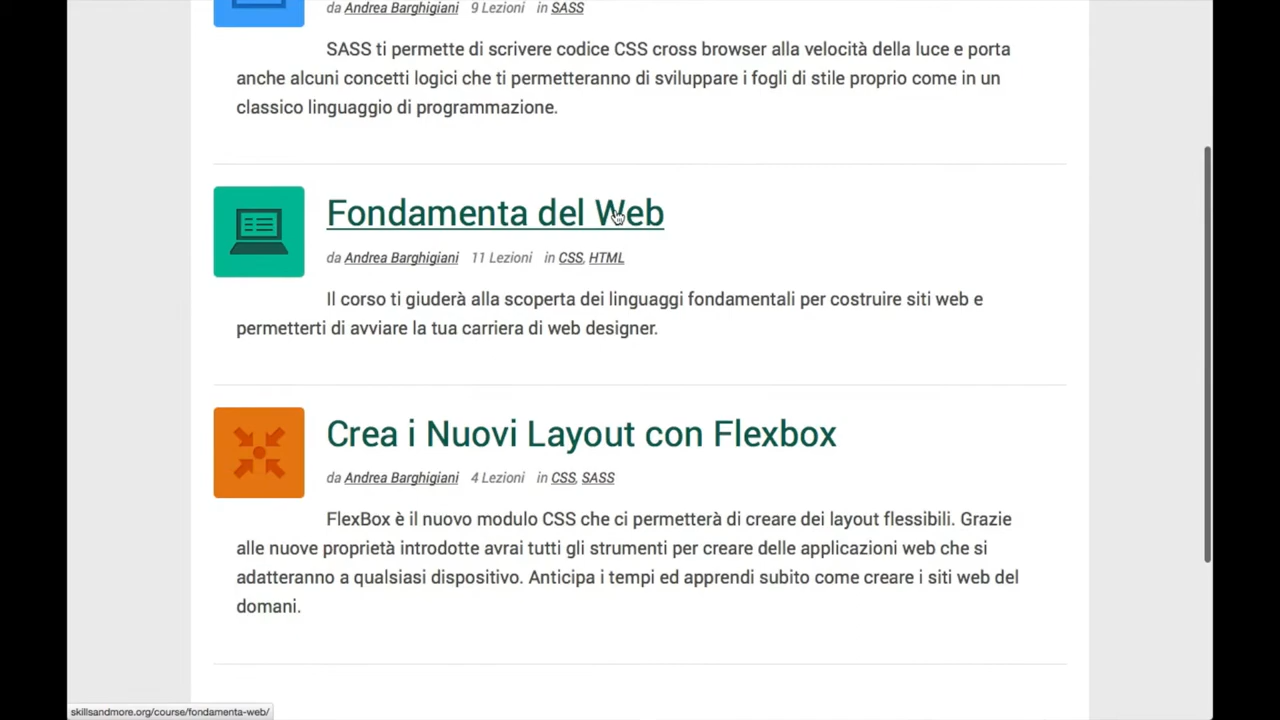 da Andrea Barghigiani 9 Lezioni in SASS
SASS ti permette di scrivere codice CSS cross browser alla velocità della luce e porta
anche alcuni concetti logici che ti permetteranno di sviluppare i fogli di stile proprio come in un
classico linguaggio di programmazione.
Fondamenta del Web
da Andrea Barghigiani 11 Lezioni in CSS, HTML
Il corso ti giuderà alla scoperta dei linguaggi fondamentali per costruire siti web e
permetterti di avviare la tua carriera di web designer.
Crea i Nuovi Layout con Flexbox
da Andrea Barghigiani 4 Lezioni in CSS, SASS
FlexBox è il nuovo modulo CSS che ci permetterà di creare dei layout flessibili. Grazie
alle nuove proprietà introdotte avrai tutti gli strumenti per creare delle applicazioni web che si
adatteranno a qualsiasi dispositivo. Anticipa i tempi ed apprendi subito come creare i siti web del
domani.
skillsandmore.org/course/fondamenta-web/